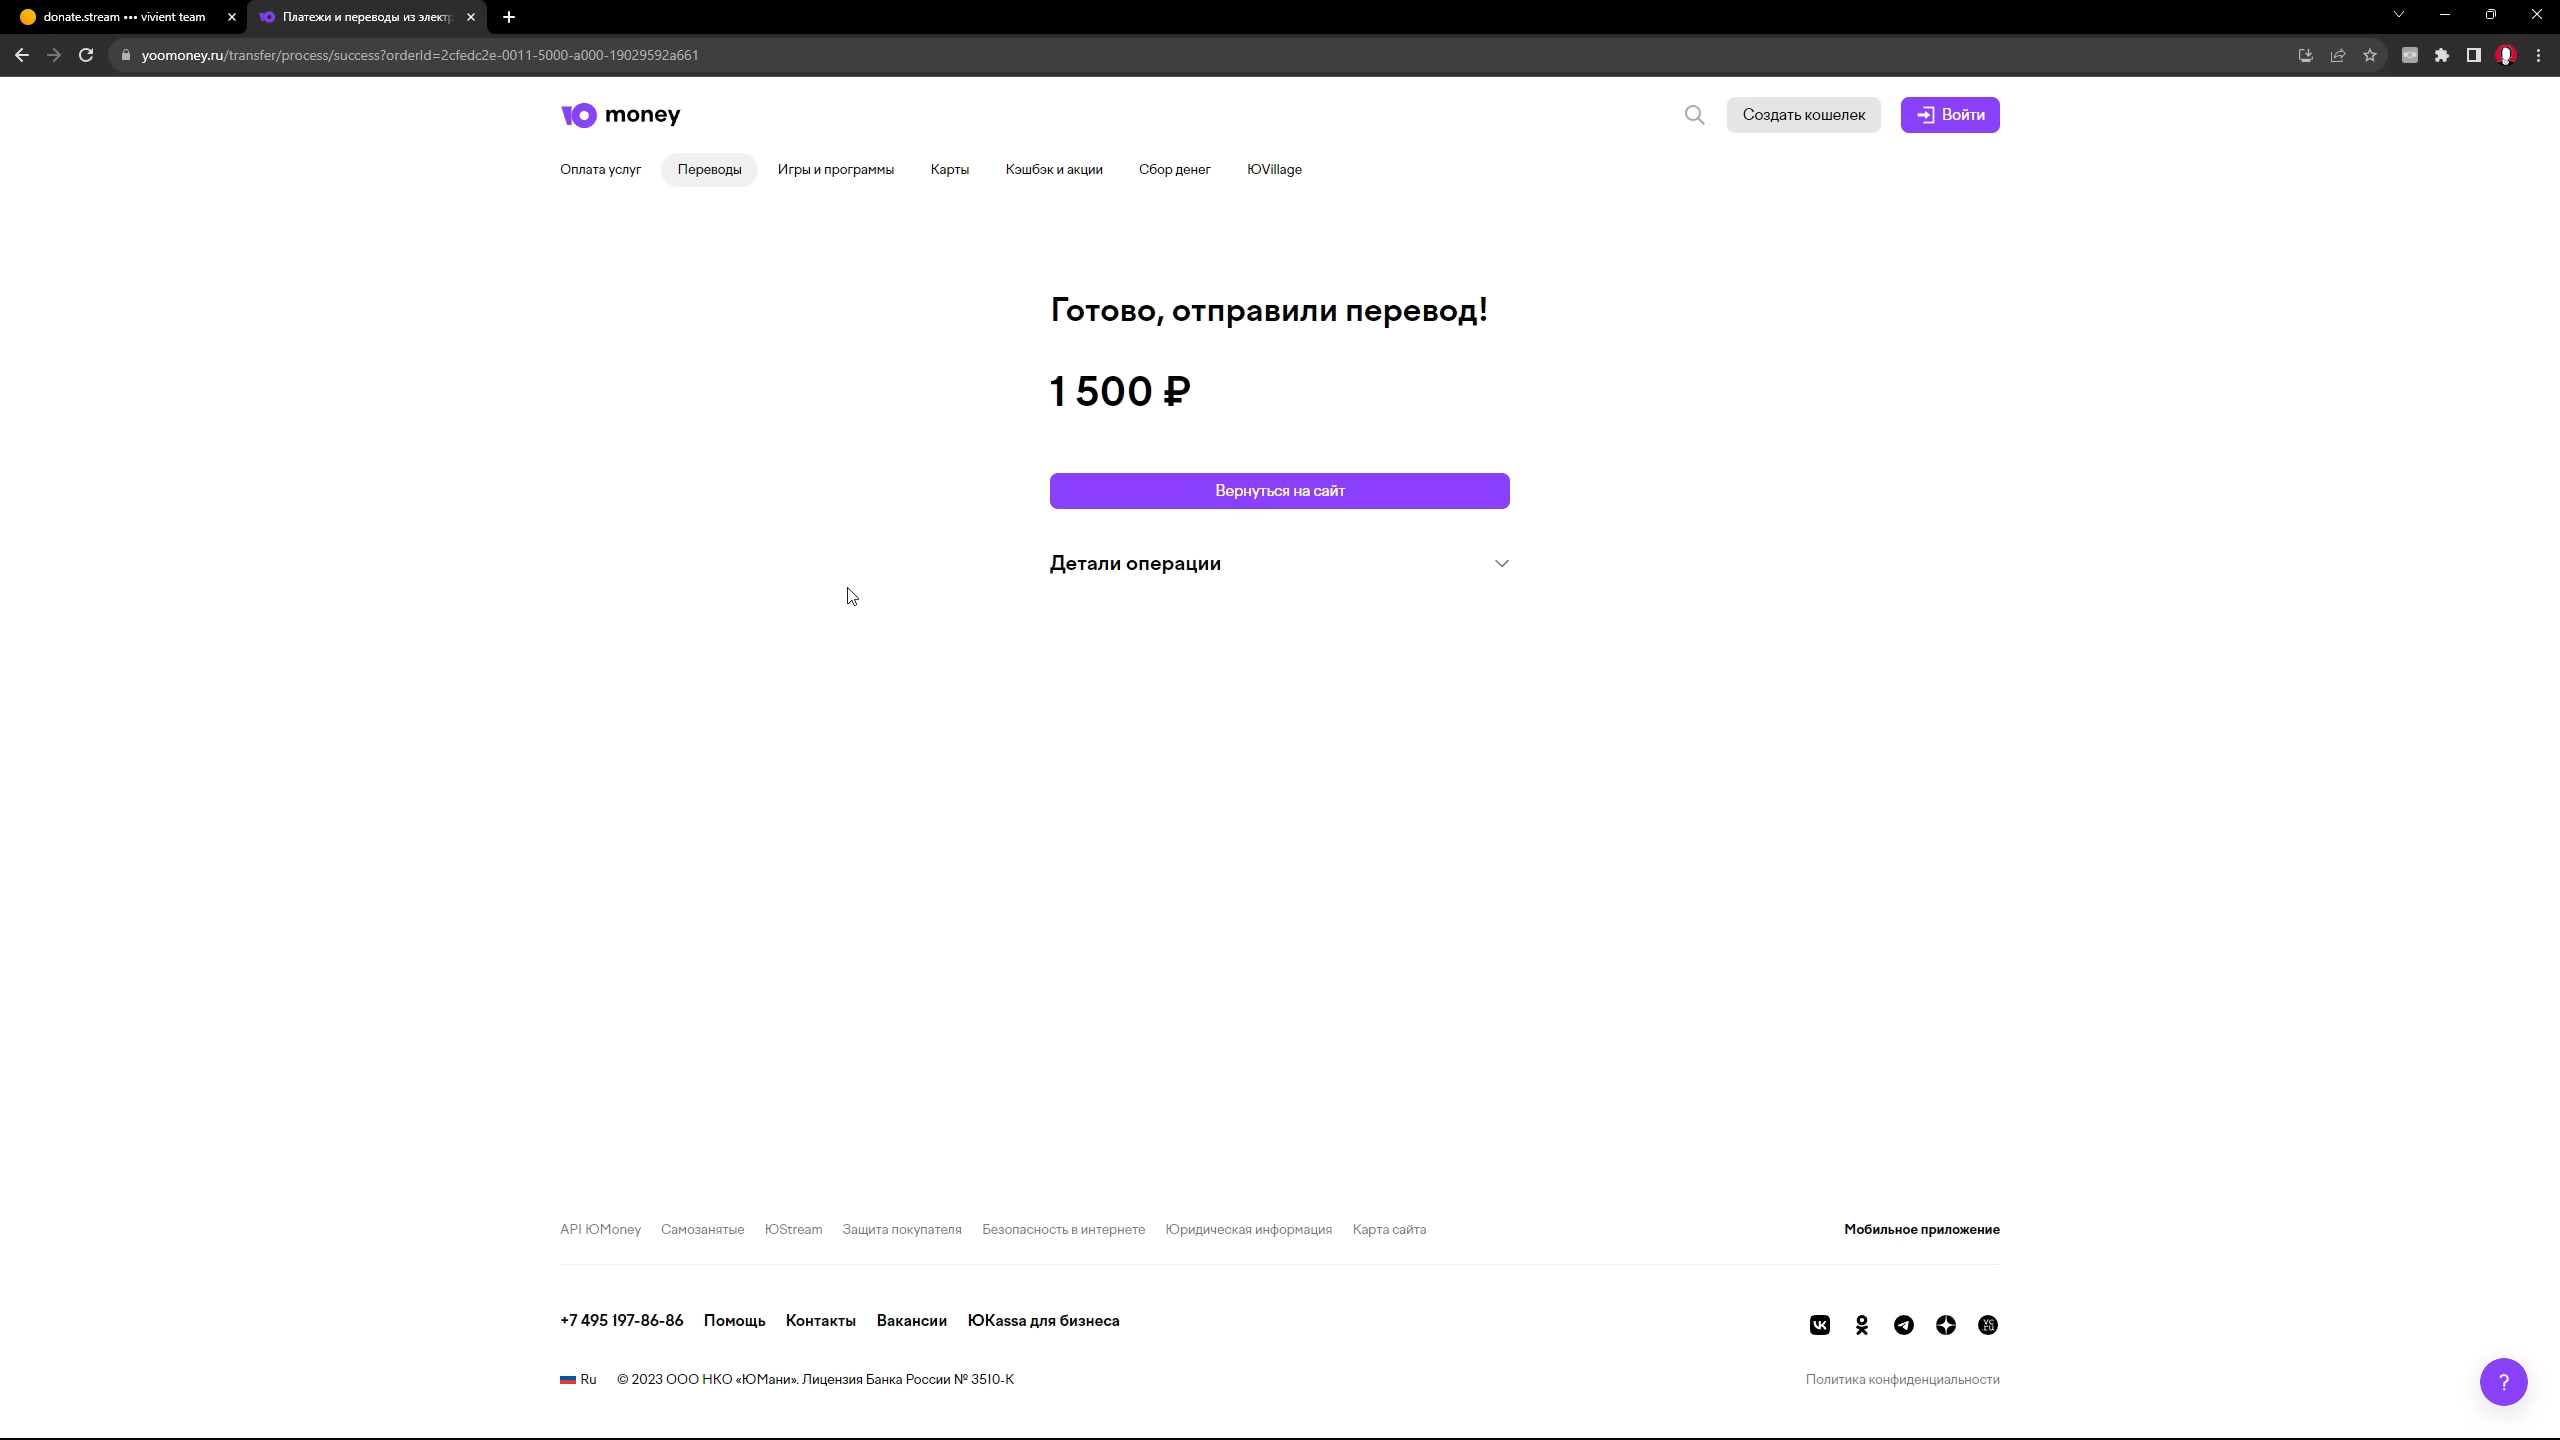 donate.stream ••• vivient team
Платежи и переводы из элект
yoomoney.ru/transfer/process/success?orderId=2cfedc2e-0011-5000-a000-19029592a661
Ю money
Создать кошелек
Войти
Оплата услуг Переводы Игры и программы Карты Кэшбэк и акции Сбор денег ЮVillage
Готово, отправили перевод!
1 500 ₽
Вернуться на сайт
Детали операции
API ЮMoney Самозанятые ЮStream Защита покупателя Безопасность в интернете Юридическая информация Карта сайта Мобильное приложение
+7 495 197-86-86 Помощь Контакты Вакансии ЮKassa для бизнеса
vc ru
Ru © 2023 ООО НКО «ЮМани». Лицензия Банка России № 3510-К Политика конфиденциальности
?